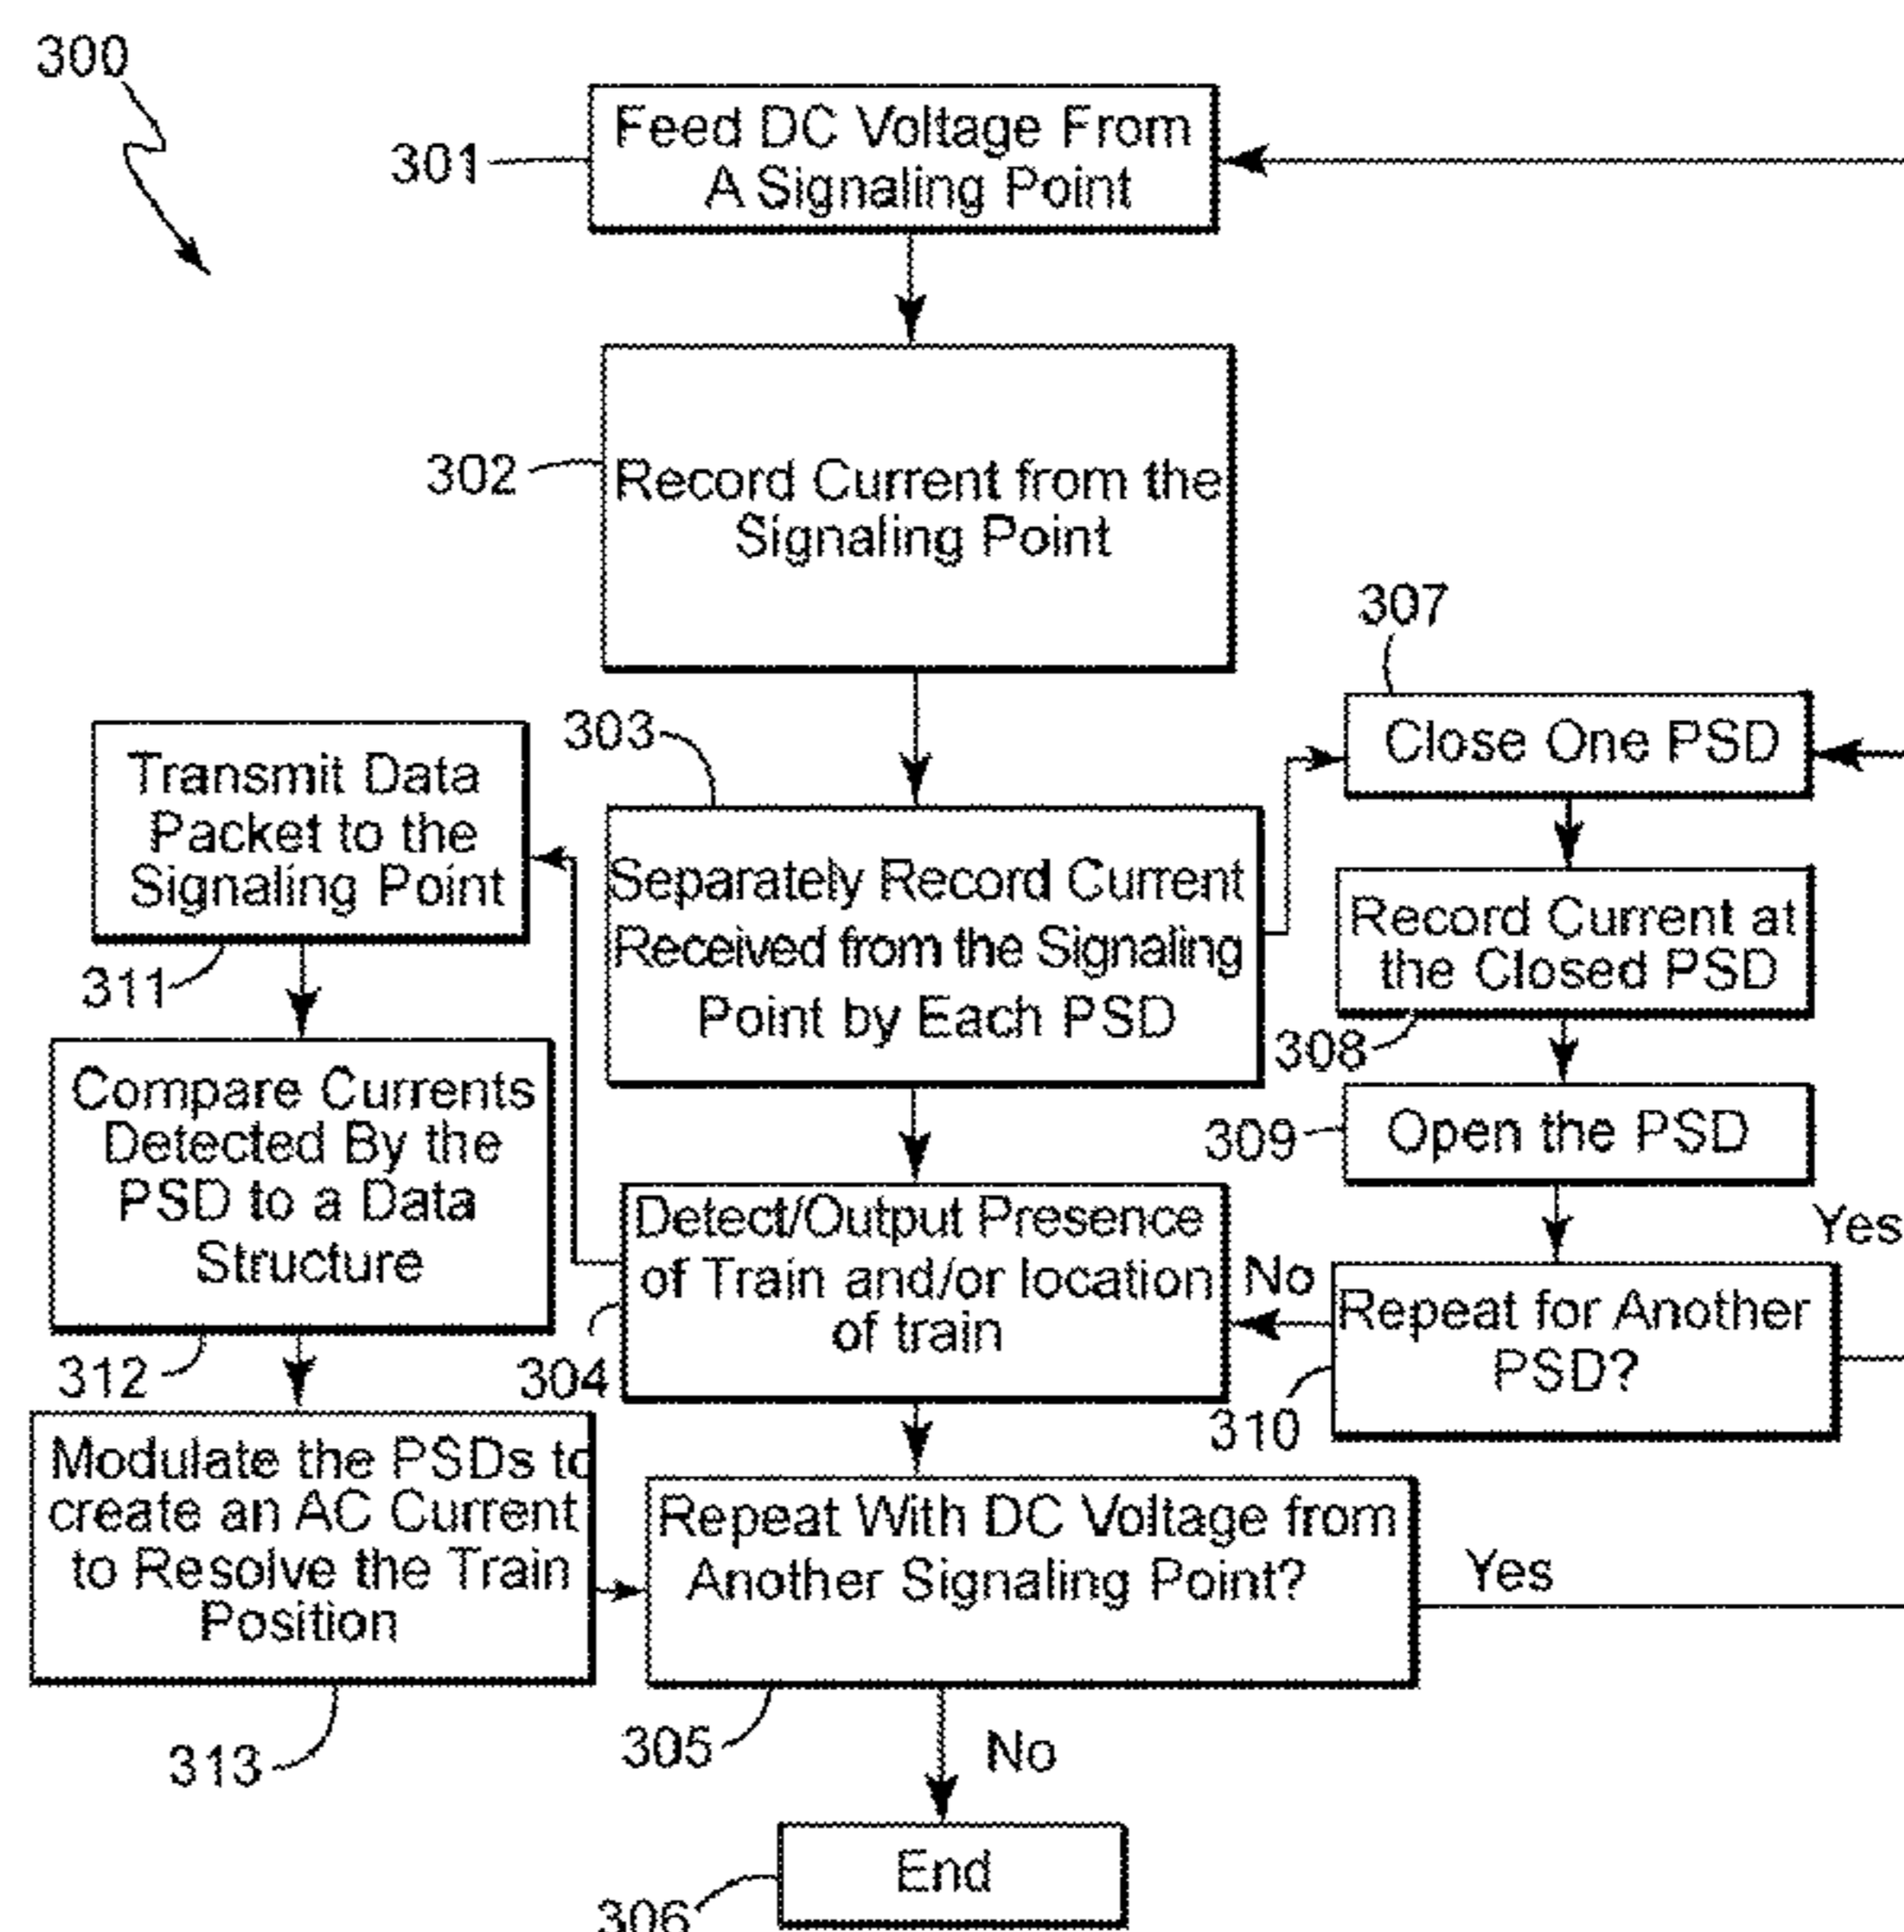 300
301
Feed DC Voltage From
A Signaling Point
302
Record Current from the
Signaling Point
303
Separately Record Current
Received from the Signaling
Point by Each PSD
307
Close One PSD
Record Current at
the Closed PSD
308
309
Open the PSD
Yes
Repeat for Another
PSD?
310
No
Detect/Output Presence
of Train and/or location
of train
304
Transmit Data
Packet to the
Signaling Point
311
Compare Currents
Detected By the
PSD to a Data
Structure
312
Modulate the PSDs to
create an AC Current
to Resolve the Train
Position
313
Repeat With DC Voltage from
Another Signaling Point?
Yes
305
No
End
306